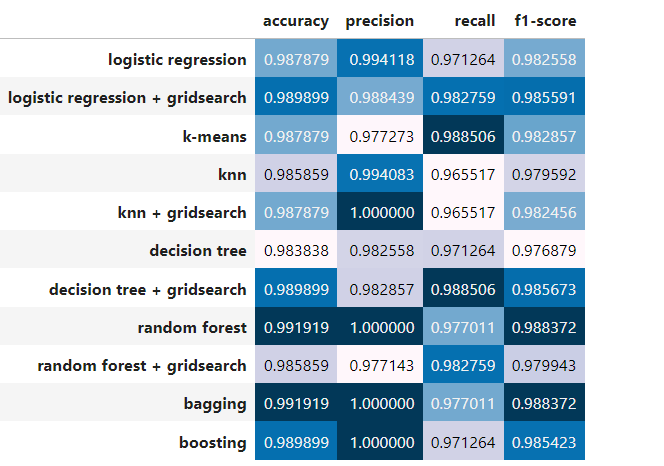 accuracy precision recall f1-score
logistic regression 0.987879 0.994118 0.971264 0.982558
logistic regression + gridsearch 0.989899 0.988439 0.982759 0.985591
k-means 0.987879 0.977273 0.988506 0.982857
knn 0.985859 0.994083 0.965517 0.979592
knn + gridsearch 0.987879 1.000000 0.965517 0.982456
decision tree 0.983838 0.982558 0.971264 0.976879
decision tree + gridsearch 0.989899 0.982857 0.988506 0.985673
random forest 0.991919 1.000000 0.977011 0.988372
random forest + gridsearch 0.985859 0.977143 0.982759 0.979943
bagging 0.991919 1.000000 0.977011 0.988372
boosting 0.989899 1.000000 0.971264 0.985423